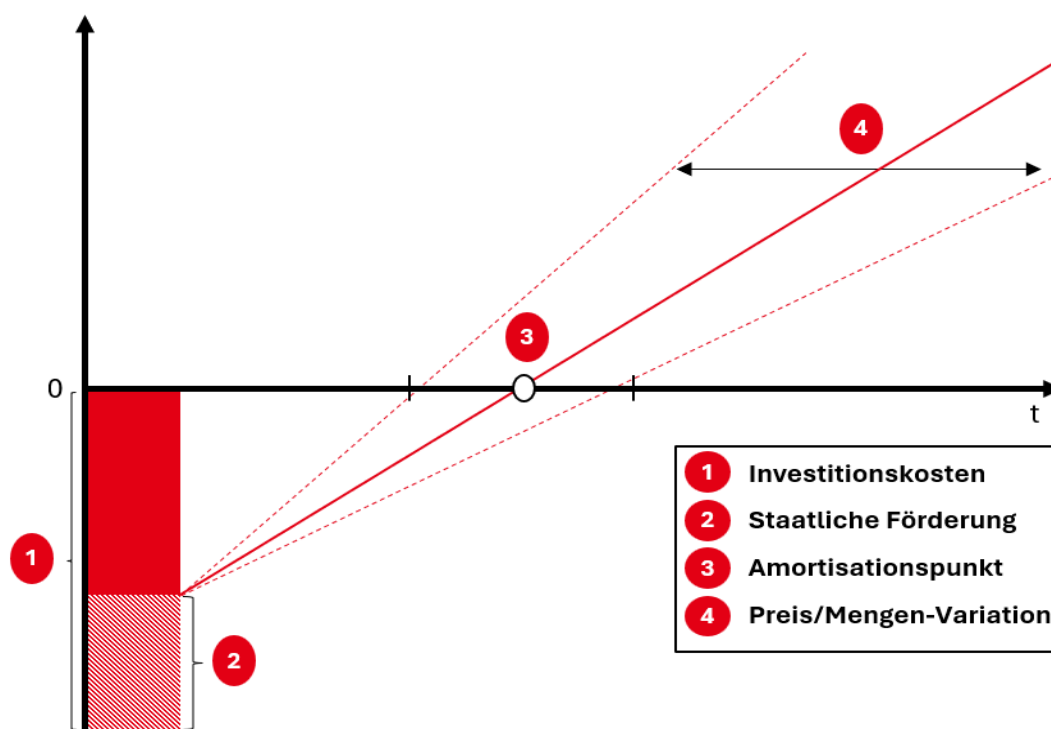 4
3
0
t
1 Investitionskosten
2 Staatliche Förderung
3 Amortisationspunkt
4 Preis/Mengen-Variation
1
2